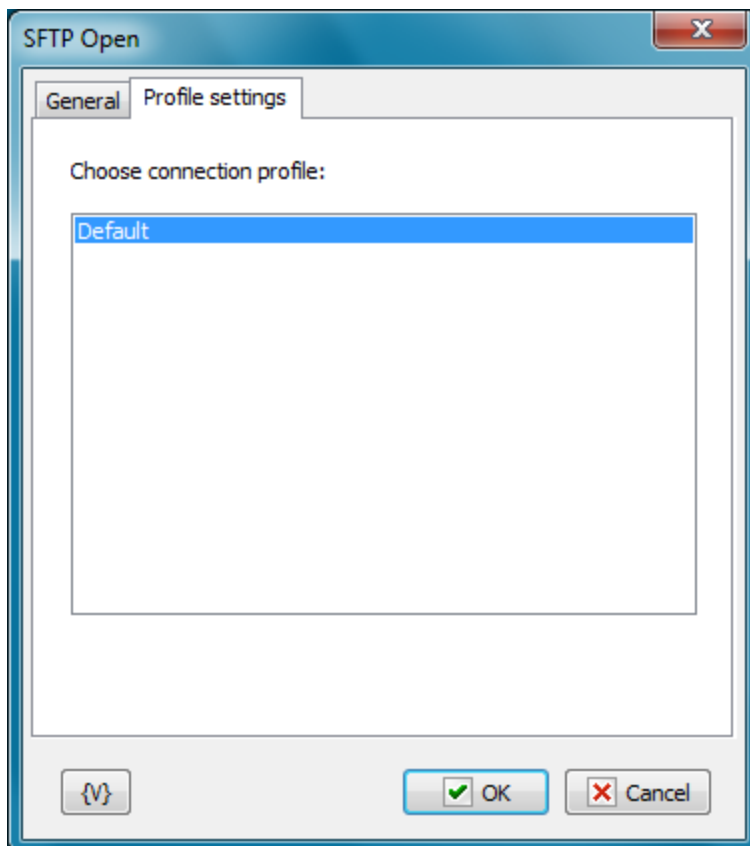 SFTP Open
General Profile settings
Choose connection profile:
Default
{V} OK Cancel